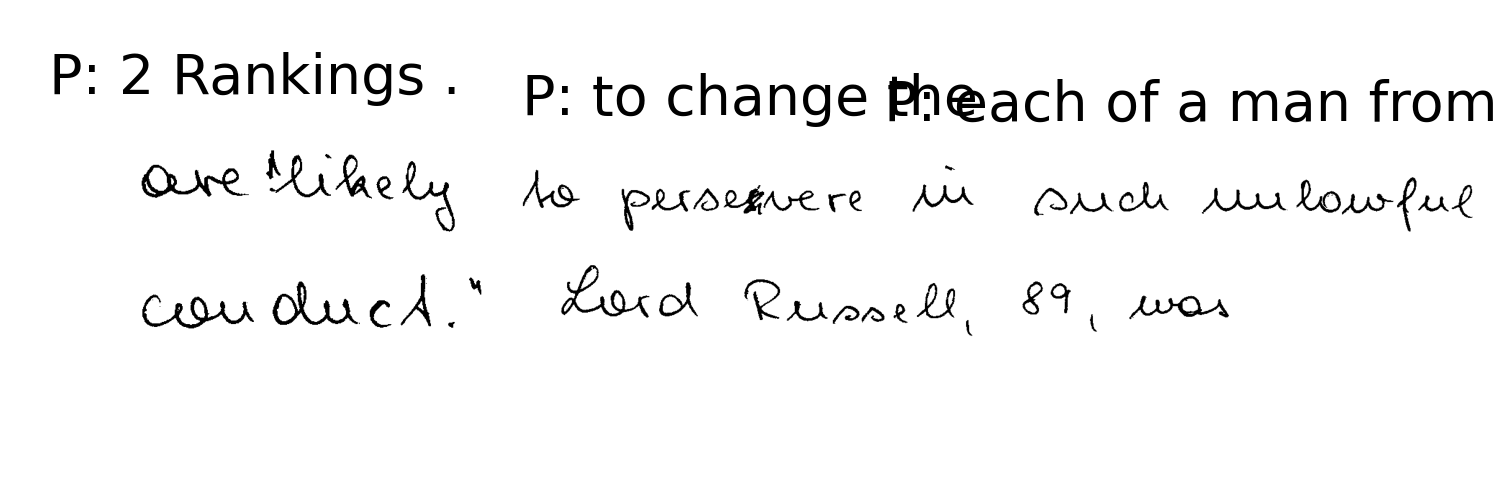 P: 2 Rankings .
P: to change the
P: each of a man from
are "likely to persevere in such unlawful
conduct." Lord Russell, 89, was